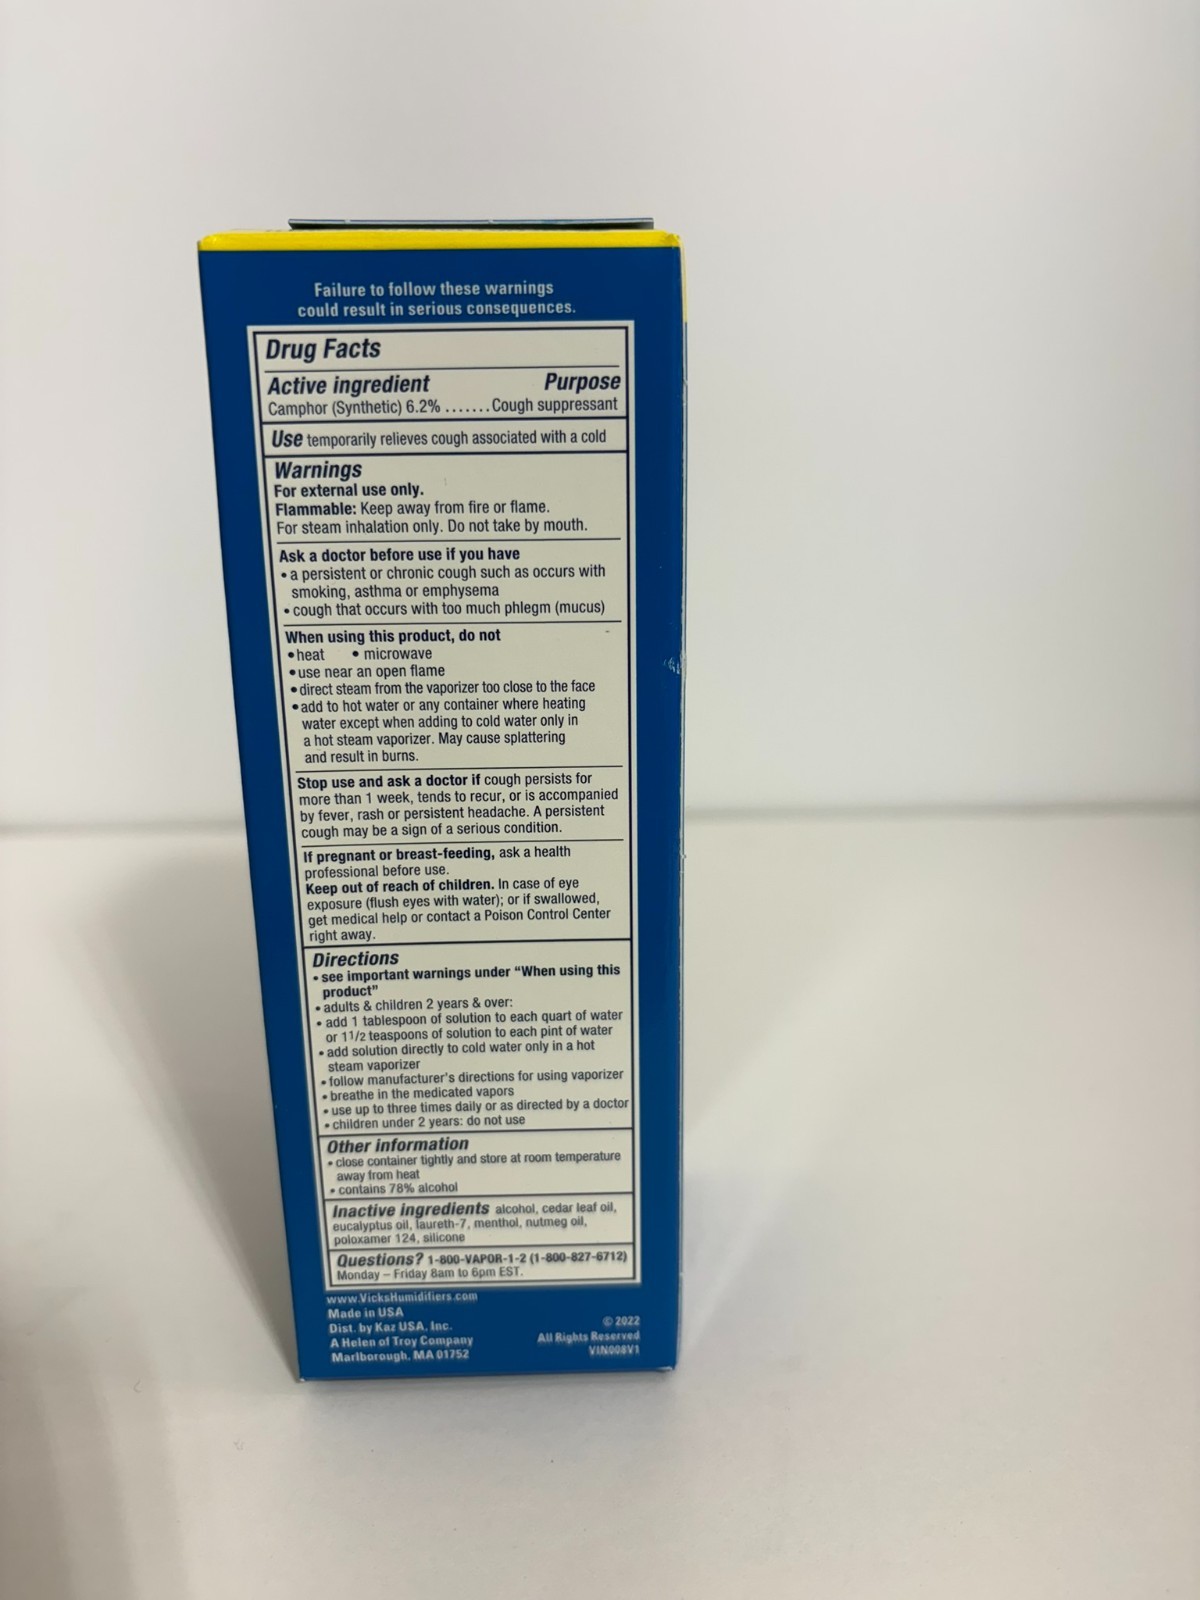 Failure to follow these warnings
could result in serious consequences.
Drug Facts
Active ingredient Purpose
Camphor (Synthetic) 6.2% ....... Cough suppressant
Use temporarily relieves cough associated with a cold
Warnings
For external use only.
Flammable: Keep away from fire or flame.
For steam inhalation only. Do not take by mouth.
Ask a doctor before use if you have
• a persistent or chronic cough such as occurs with
smoking, asthma or emphysema
• cough that occurs with too much phlegm (mucus)
When using this product, do not
• heat • microwave
• use near an open flame
• direct steam from the vaporizer too close to the face
• add to hot water or any container where heating
water except when adding to cold water only in
a hot steam vaporizer. May cause splattering
and result in burns.
Stop use and ask a doctor if cough persists for
more than 1 week, tends to recur, or is accompanied
by fever, rash or persistent headache. A persistent
cough may be a sign of a serious condition.
If pregnant or breast-feeding, ask a health
professional before use.
Keep out of reach of children. In case of eye
exposure (flush eyes with water); or if swallowed,
get medical help or contact a Poison Control Center
right away.
Directions
• see important warnings under “When using this
product”
• adults & children 2 years & over:
• add 1 tablespoon of solution to each quart of water
or 1 1/2 teaspoons of solution to each pint of water
• add solution directly to cold water only in a hot
steam vaporizer
• follow manufacturer's directions for using vaporizer
• breathe in the medicated vapors
• use up to three times daily or as directed by a doctor
• children under 2 years: do not use
Other information
• close container tightly and store at room temperature
away from heat
• contains 78% alcohol
Inactive ingredients alcohol, cedar leaf oil,
eucalyptus oil, laureth-7, menthol, nutmeg oil,
poloxamer 124, silicone
Questions? 1-800-VAPOR-1-2 (1-800-827-6712)
Monday – Friday 8am to 6pm EST.
www.VicksHumidifiers.com
Made in USA
Dist. by Kaz USA, Inc.
A Helen of Troy Company
Marlborough, MA 01752
© 2022
All Rights Reserved
VIN008V1